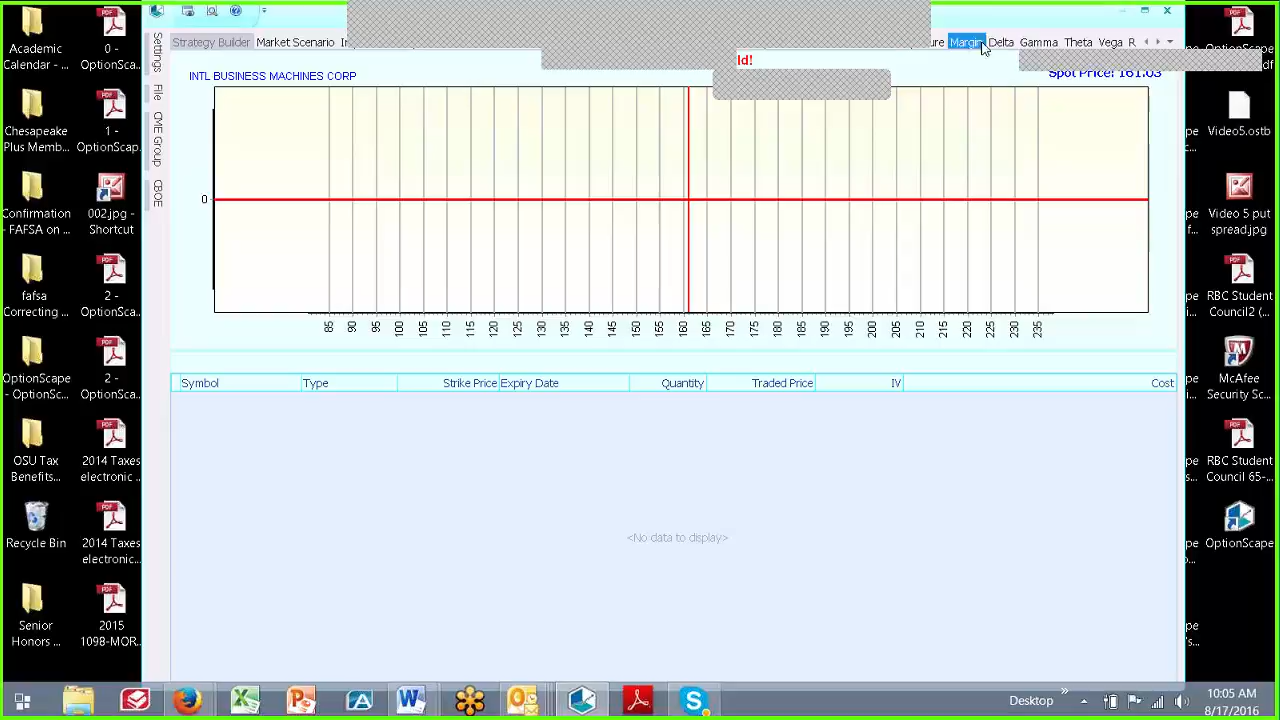 Strategy Builder Market Scenario
Margin Delta Gamma Theta Vega R
ld!
INTL BUSINESS MACHINES CORP
Spot Price: 161.03
0
85 90 95 100 105 110 115 120 125 130 135 140 145 150 155 160 165 170 175 180 185 190 195 200 205 210 215 220 225 230 235
Symbol Type Strike Price Expiry Date Quantity Traded Price IV Cost
<No data to display>
Settings
File
CME Group
CBOE
Academic
Calendar - ...
0 -
OptionSca...
Chesapeake
Plus Memb...
1 -
OptionScap...
Confirmation
- FAFSA on ...
002.jpg -
Shortcut
fafsa
Correcting ...
2 -
OptionSca...
OptionScape
- OptionSc...
2 -
OptionSca...
OSU Tax
Benefits...
2014 Taxes
electronic ...
Recycle Bin
2014 Taxes
electronic...
Senior
Honors ...
2015
1098-MOR...
OptionScape
Video5.ostb
Video 5 put
spread.jpg
RBC Student
Council2 (...
McAfee
Security Sc...
RBC Student
Council 65-...
OptionScape
Desktop
10:05 AM
8/17/2016